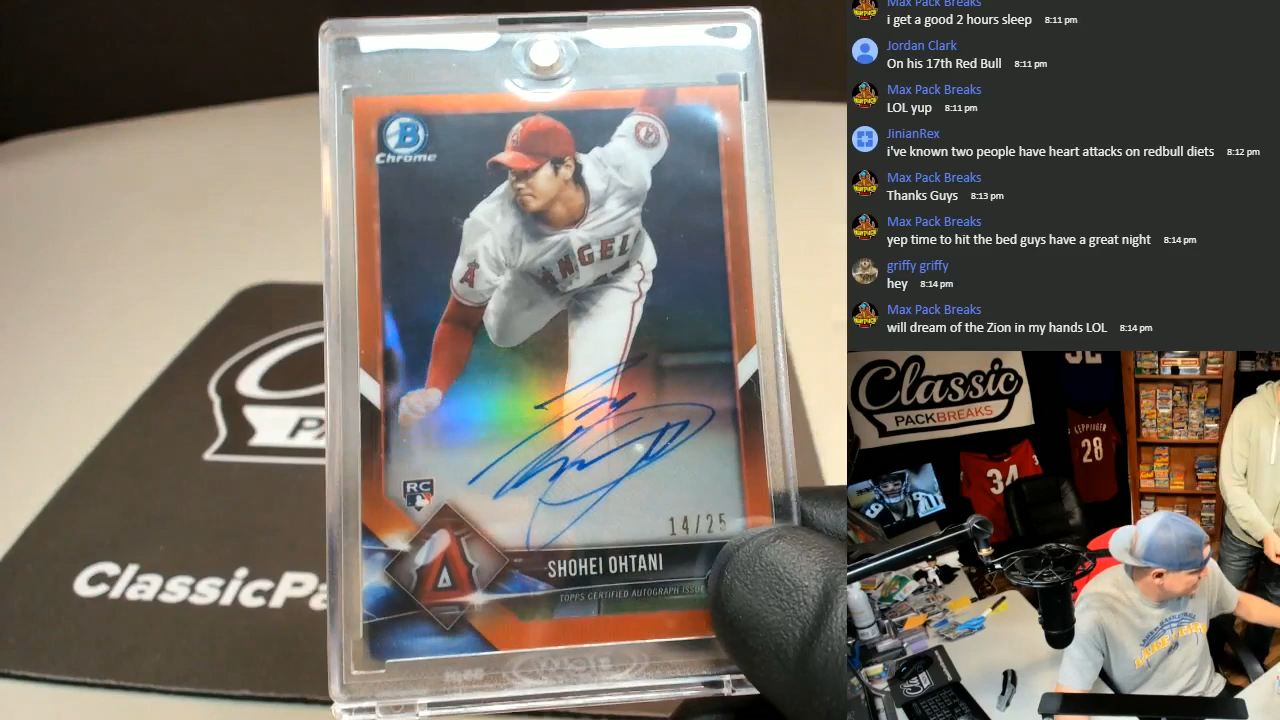 B
Chrome
A
ANGEL
RC
14/25
SHOHEI OHTANI
TOPPS CERTIFIED AUTOGRAPH ISSUE
ClassicPa
Max Pack Breaks
i get a good 2 hours sleep 8:11 pm
Jordan Clark
On his 17th Red Bull 8:11 pm
Max Pack Breaks
LOL yup 8:11 pm
JinianRex
i've known two people have heart attacks on redbull diets 8:12 pm
Max Pack Breaks
Thanks Guys 8:13 pm
Max Pack Breaks
yep time to hit the bed guys have a great night 8:14 pm
griffy griffy
hey 8:14 pm
Max Pack Breaks
will dream of the Zion in my hands LOL 8:14 pm
Classic
PACKBREAKS
34
LEPPINGER
28